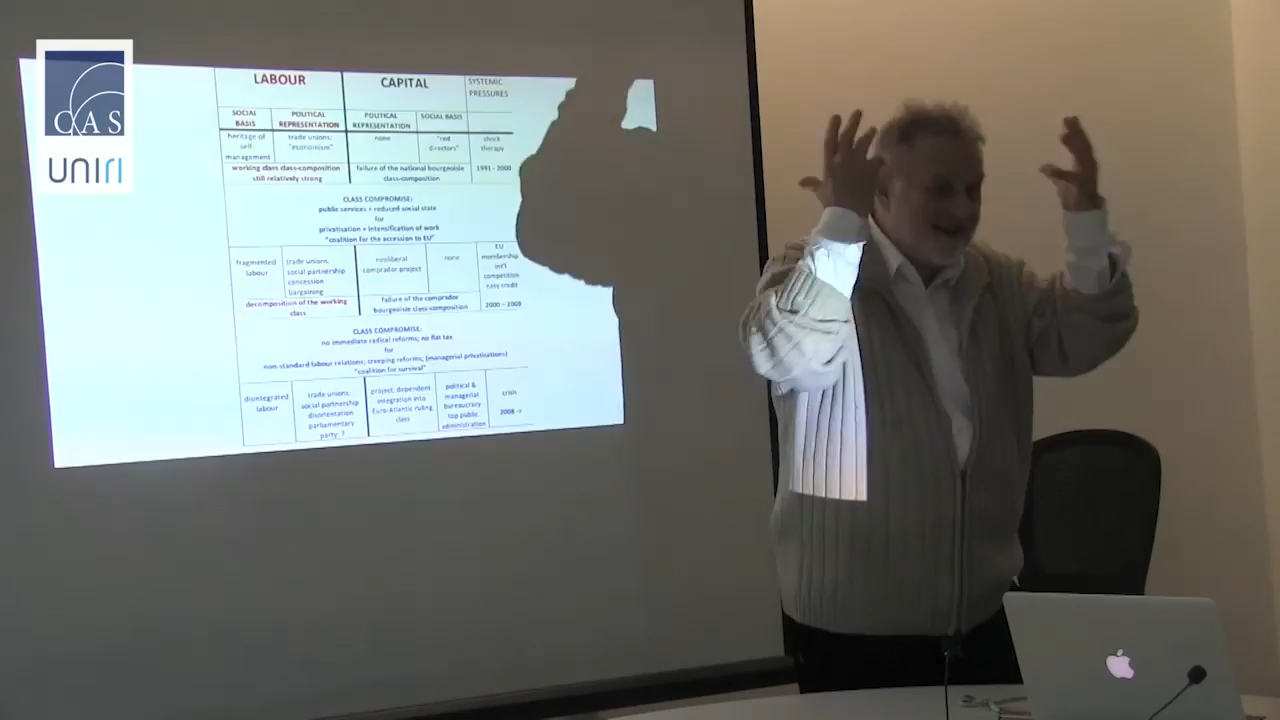 CAS
UNIRI
LABOUR CAPITAL SYSTEMIC PRESSURES
SOCIAL BASIS POLITICAL REPRESENTATION POLITICAL REPRESENTATION SOCIAL BASIS
heritage of self-management trade unions: "economism" none "red directors" shock therapy
working class class-composition still relatively strong failure of the national bourgeoisie class-composition 1991 - 2000
CLASS COMPROMISE:
public services + reduced social state
for
privatisation + intensification of work
"coalition for the accession to EU"
fragmented labour trade unions: social partnership concession bargaining neoliberal comprador project none EU membership int'l competition easy credit
decomposition of the working class failure of the comprador bourgeoisie class-composition 2000 – 2008
CLASS COMPROMISE:
no immediate radical reforms; no flat tax
for
non-standard labour relations; creeping reforms; (managerial privatisations)
"coalition for survival"
disintegrated labour trade unions: social partnership disorientation parliamentary party: ? project: dependent integration into Euro-Atlantic ruling class political & managerial bureaucracy top public administration crisis 2008 ->